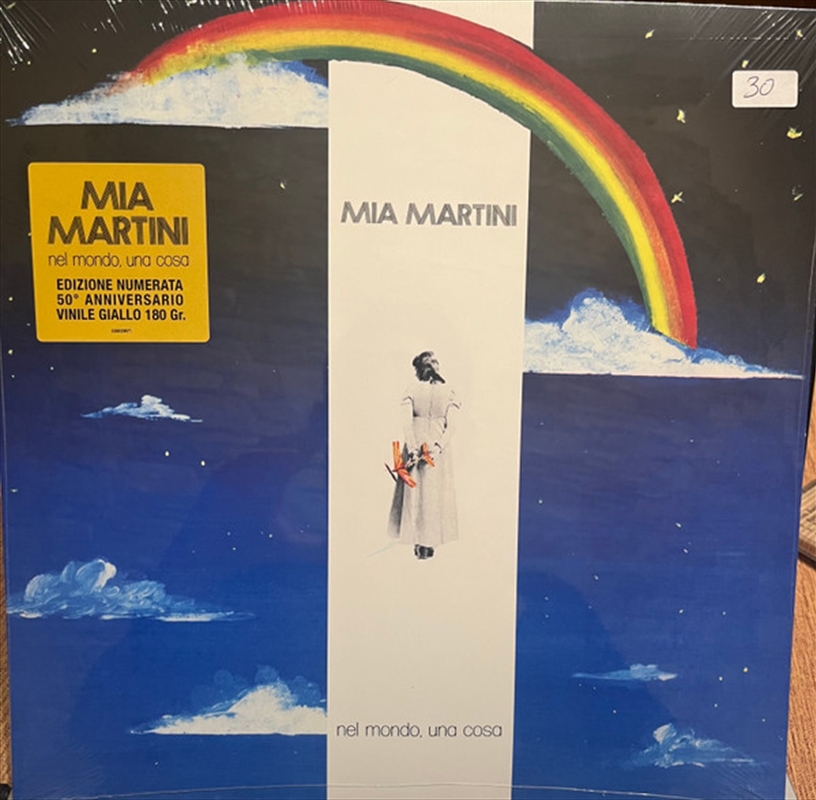 30
MIA
MARTINI
nel mondo, una cosa
EDIZIONE NUMERATA
50° ANNIVERSARIO
VINILE GIALLO 180 Gr.
MIA MARTINI
nel mondo, una cosa